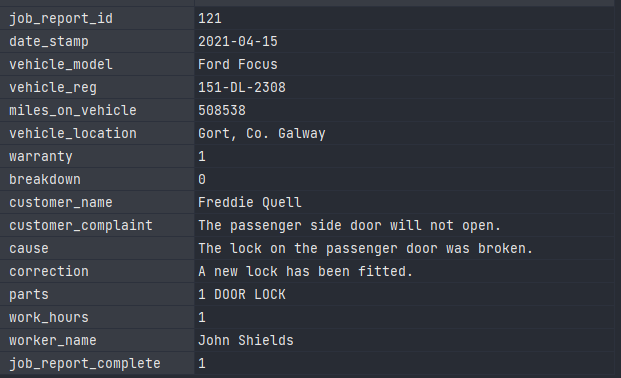 job_report_id 121
date_stamp 2021-04-15
vehicle_model Ford Focus
vehicle_reg 151-DL-2308
miles_on_vehicle 508538
vehicle_location Gort, Co. Galway
warranty 1
breakdown 0
customer_name Freddie Quell
customer_complaint The passenger side door will not open.
cause The lock on the passenger door was broken.
correction A new lock has been fitted.
parts 1 DOOR LOCK
work_hours 1
worker_name John Shields
job_report_complete 1